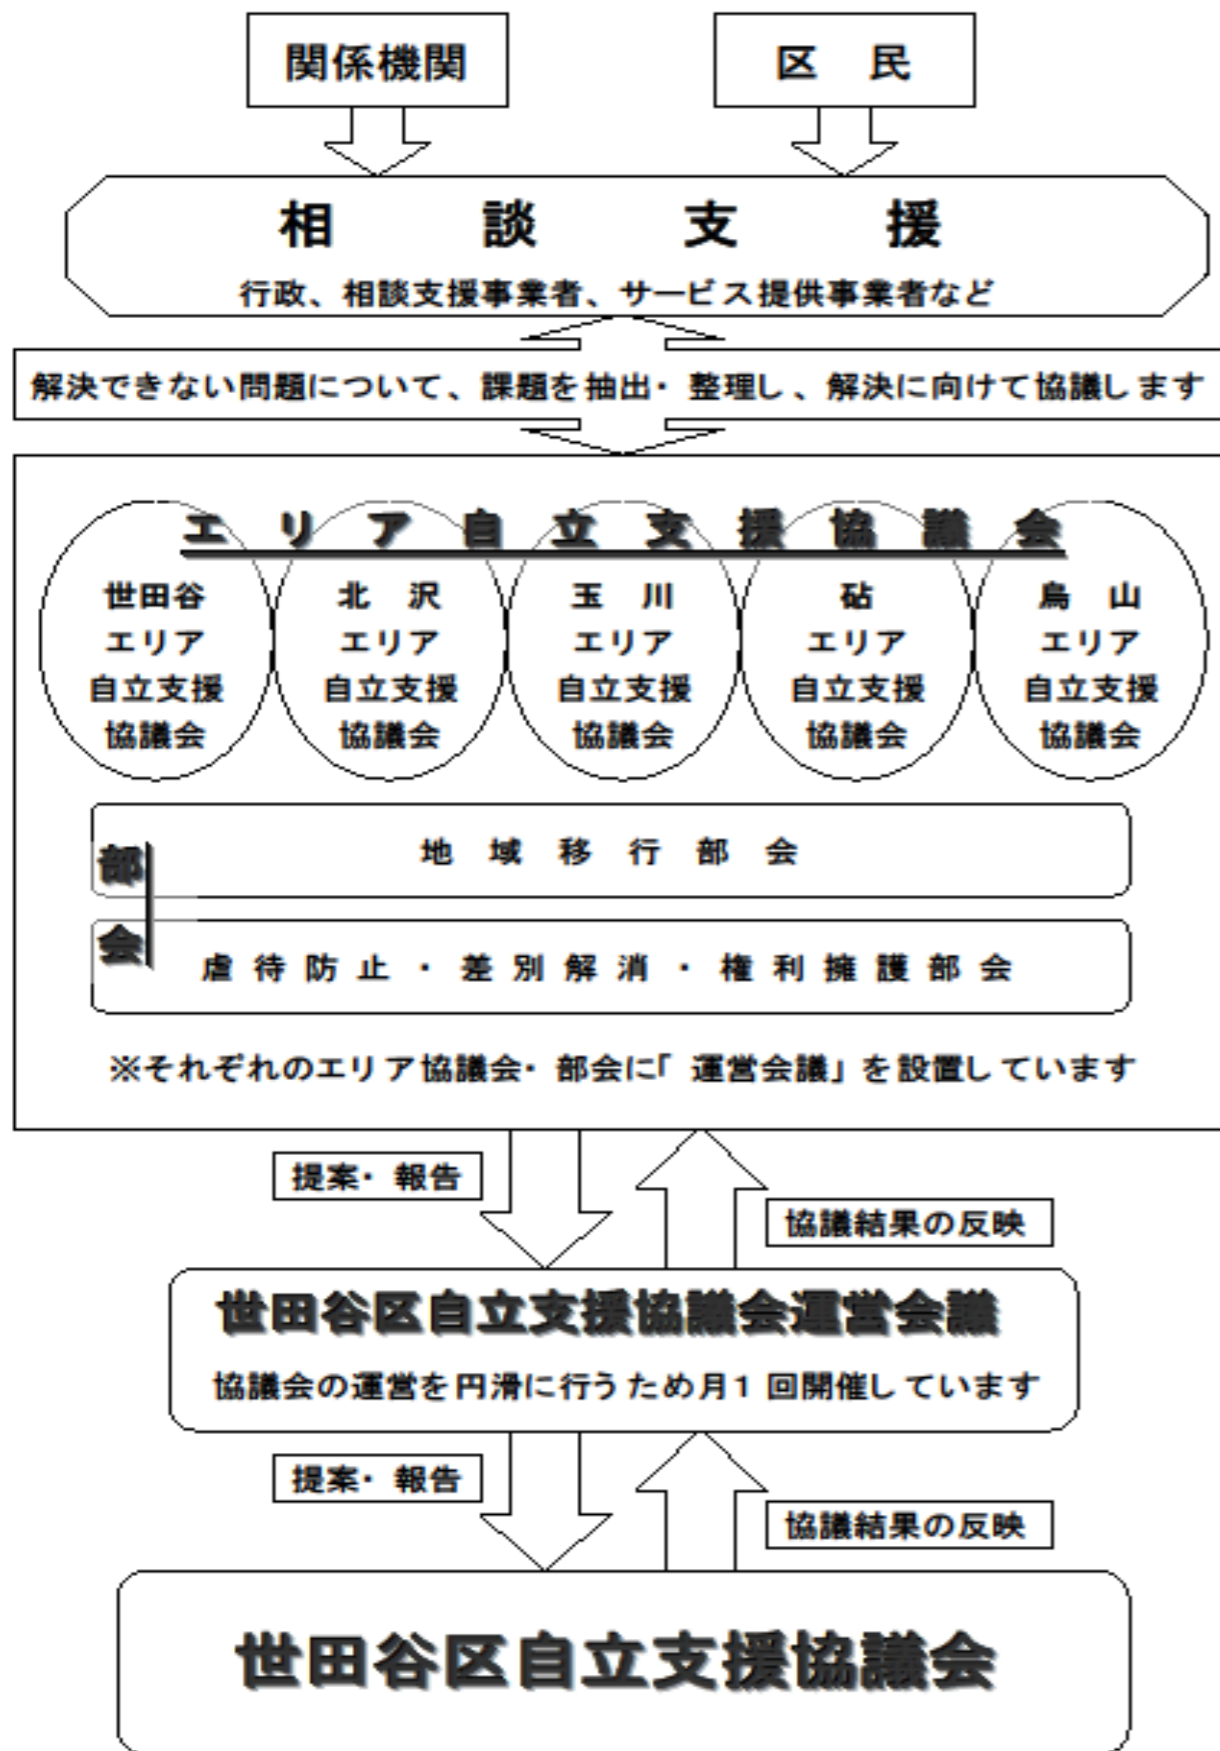 関係機関
区　民
相　談　支　援
行政、相談支援事業者、サービス提供事業者など
解決できない問題について、課題を抽出・整理し、解決に向けて協議します
エリア自立支援協議会
世田谷
エリア
自立支援
協議会
北　沢
エリア
自立支援
協議会
玉　川
エリア
自立支援
協議会
砧
エリア
自立支援
協議会
烏　山
エリア
自立支援
協議会
部会
地域移行部会
虐待防止・差別解消・権利擁護部会
※それぞれのエリア協議会・部会に「運営会議」を設置しています
提案・報告
協議結果の反映
世田谷区自立支援協議会運営会議
協議会の運営を円滑に行うため月1回開催しています
提案・報告
協議結果の反映
世田谷区自立支援協議会